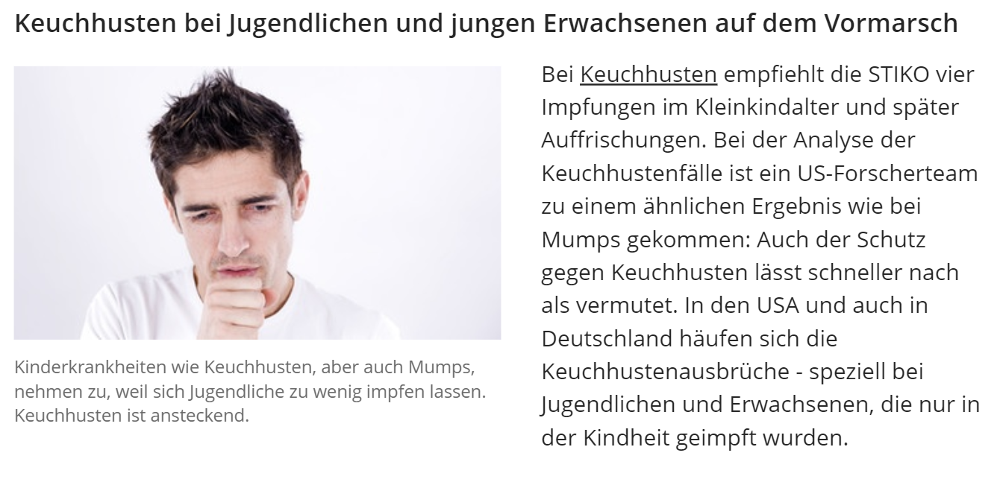 Keuchhusten bei Jugendlichen und jungen Erwachsenen auf dem Vormarsch
Kinderkrankheiten wie Keuchhusten, aber auch Mumps,
nehmen zu, weil sich Jugendliche zu wenig impfen lassen.
Keuchhusten ist ansteckend.
Bei Keuchhusten empfiehlt die STIKO vier
Impfungen im Kleinkindalter und später
Auffrischungen. Bei der Analyse der
Keuchhustenfälle ist ein US-Forscherteam
zu einem ähnlichen Ergebnis wie bei
Mumps gekommen: Auch der Schutz
gegen Keuchhusten lässt schneller nach
als vermutet. In den USA und auch in
Deutschland häufen sich die
Keuchhustenausbrüche - speziell bei
Jugendlichen und Erwachsenen, die nur in
der Kindheit geimpft wurden.